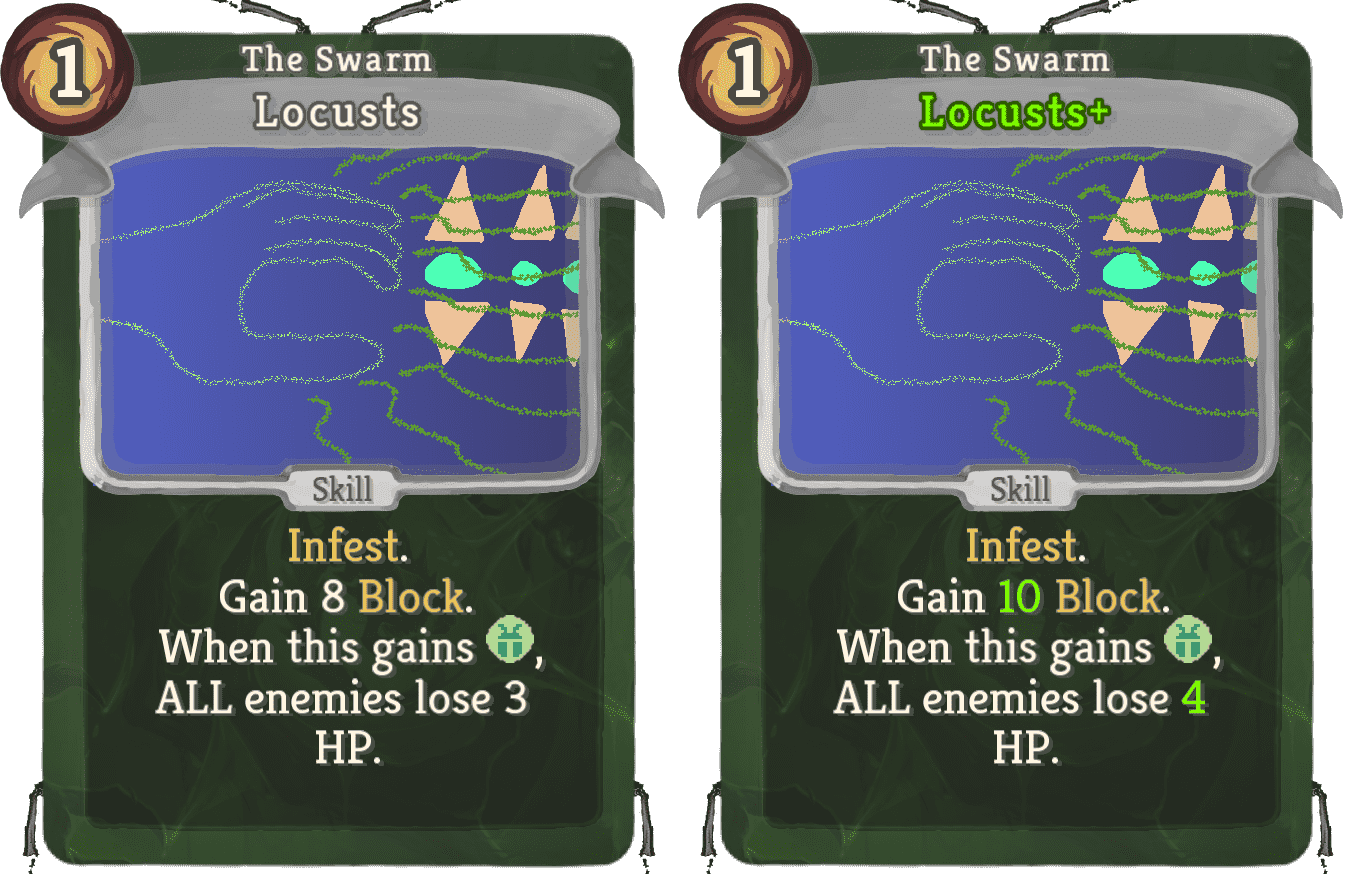 1
The Swarm
Locusts
Skill
Infest.
Gain 8 Block.
When this gains ,
ALL enemies lose 3
HP.
1
The Swarm
Locusts+
Skill
Infest.
Gain 10 Block.
When this gains ,
ALL enemies lose 4
HP.